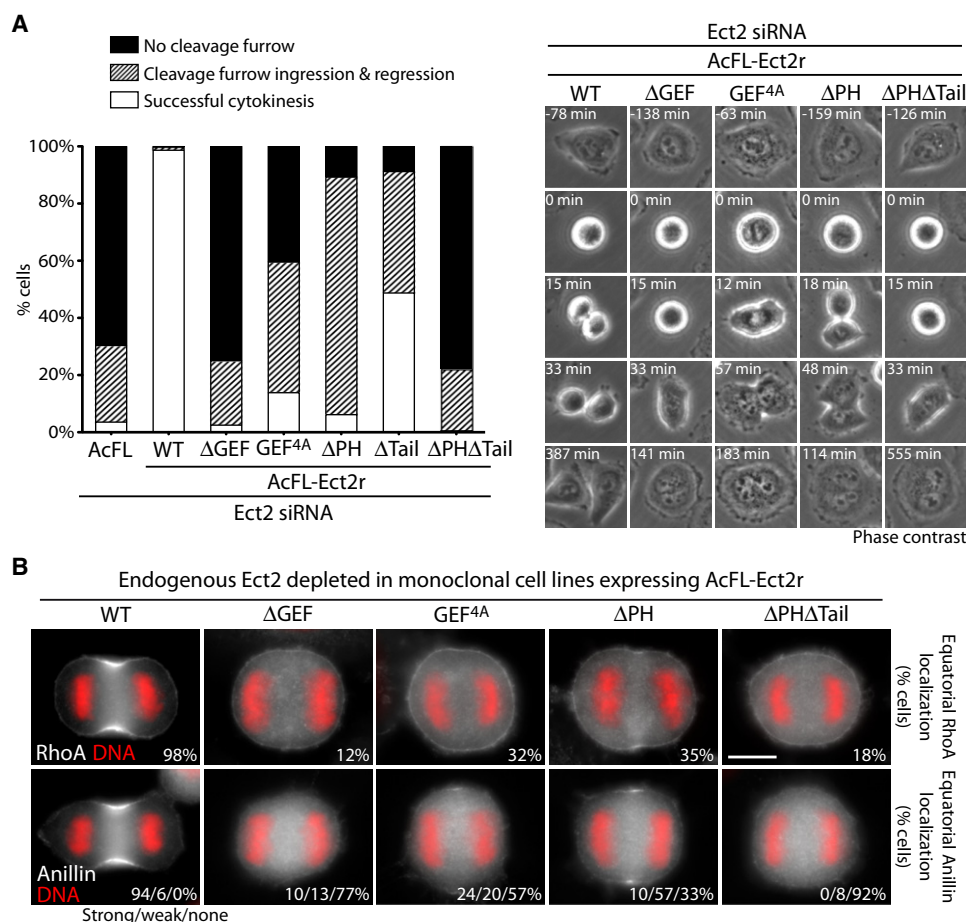 A
No cleavage furrow
Cleavage furrow ingression & regression
Successful cytokinesis
100%
80%
60%
40%
20%
0%
% cells
AcFL
WT
ΔGEF
GEF4A
ΔPH
ΔTail
ΔPHΔTail
AcFL-Ect2r
Ect2 siRNA
Ect2 siRNA
AcFL-Ect2r
WT ΔGEF GEF4A ΔPH ΔPHΔTail
-78 min -138 min -63 min -159 min -126 min
0 min 0 min 0 min 0 min 0 min
15 min 15 min 12 min 18 min 15 min
33 min 33 min 57 min 48 min 33 min
387 min 141 min 183 min 114 min 555 min
Phase contrast
B
Endogenous Ect2 depleted in monoclonal cell lines expressing AcFL-Ect2r
WT ΔGEF GEF4A ΔPH ΔPHΔTail
RhoA DNA 98% 12% 32% 35% 18%
Equatorial RhoA
localization
(% cells)
Anillin
DNA 94/6/0% 10/13/77% 24/20/57% 10/57/33% 0/8/92%
Equatorial Anillin
localization
(% cells)
Strong/weak/none